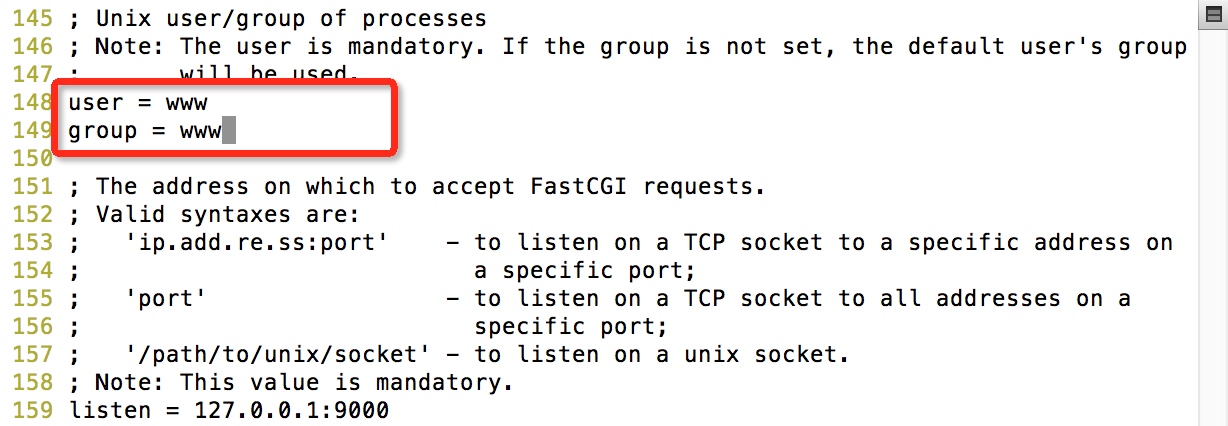 145 ; Unix user/group of processes
146 ; Note: The user is mandatory. If the group is not set, the default user's group
147 ;       will be used.
148 user = www
149 group = www
150
151 ; The address on which to accept FastCGI requests.
152 ; Valid syntaxes are:
153 ;   'ip.add.re.ss:port'    - to listen on a TCP socket to a specific address on
154 ;                            a specific port;
155 ;   'port'                 - to listen on a TCP socket to all addresses on a
156 ;                            specific port;
157 ;   '/path/to/unix/socket' - to listen on a unix socket.
158 ; Note: This value is mandatory.
159 listen = 127.0.0.1:9000